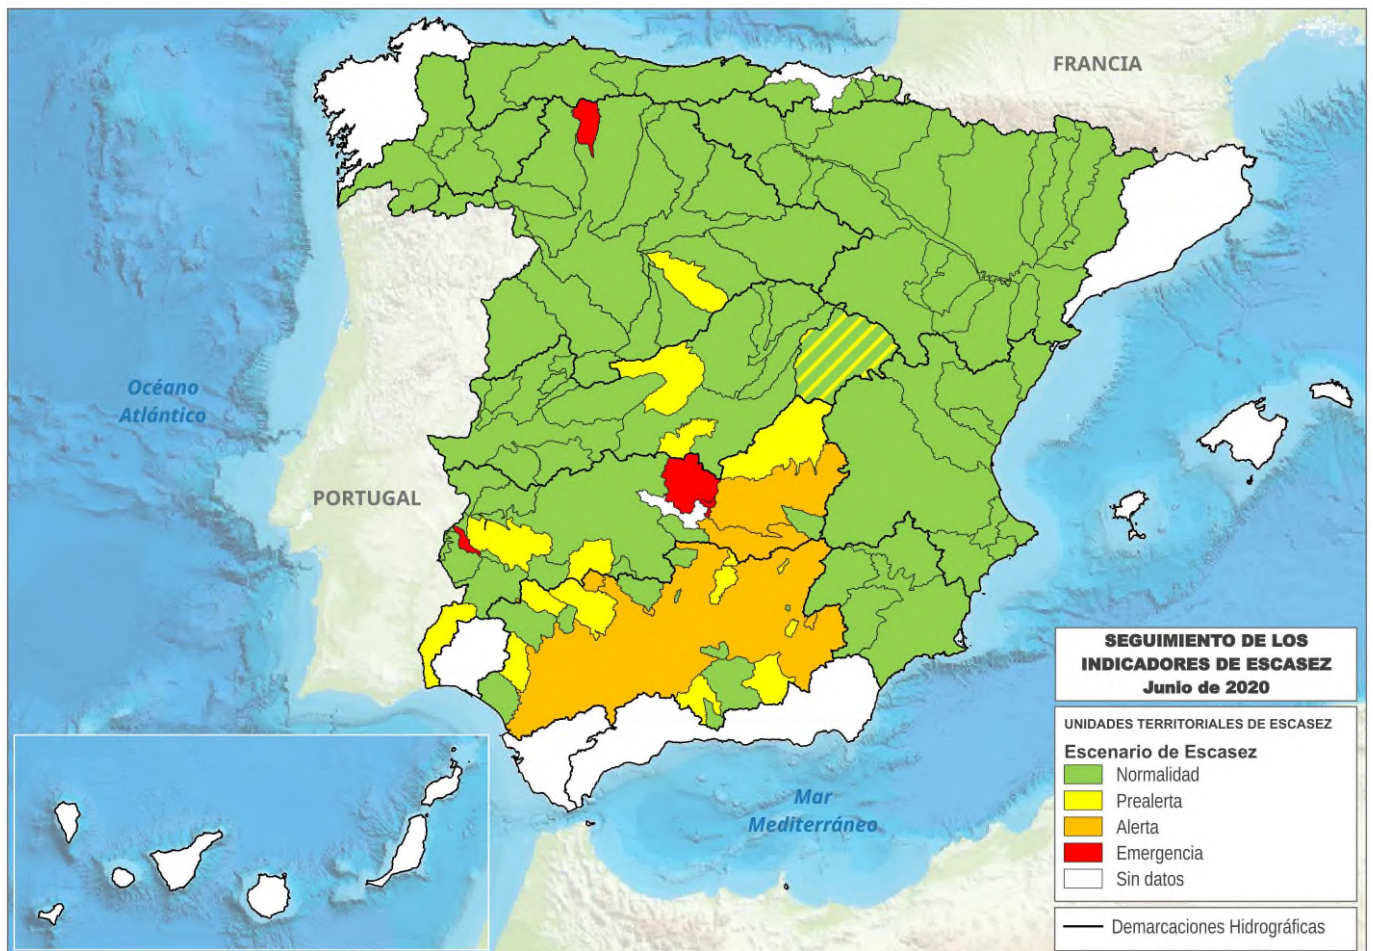 FRANCIA
Océano
Atlántico
PORTUGAL
SEGUIMIENTO DE LOS
INDICADORES DE ESCASEZ
Junio de 2020
UNIDADES TERRITORIALES DE ESCASEZ
Escenario de Escasez
Normalidad
Prealerta
Alerta
Emergencia
Sin datos
Demarcaciones Hidrográficas
Mar
Mediterráneo